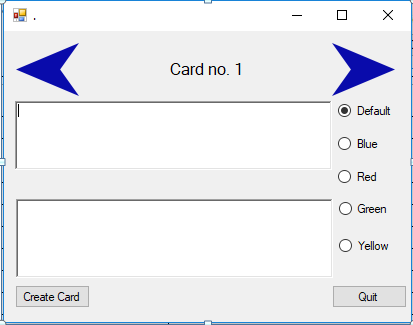 .
Card no. 1
Default
Blue
Red
Green
Yellow
Create Card
Quit